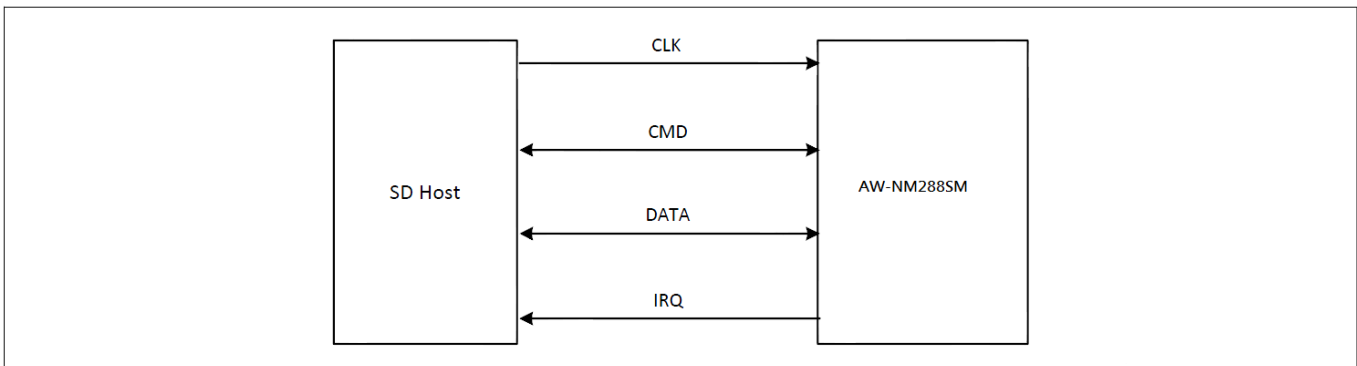 CLK
CMD
SD Host
AW-NM288SM
DATA
IRQ